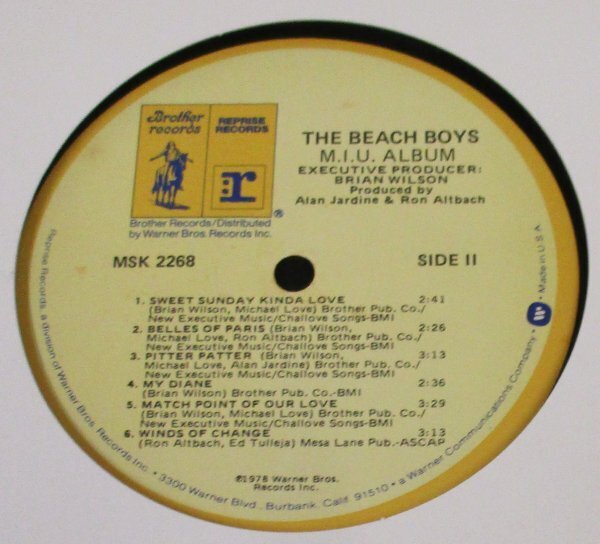 Brother
records
REPRISE
RECORDS
:r
®
Brother Records/Distributed
by Warner Bros. Records Inc.
THE BEACH BOYS
M.I.U. ALBUM
EXECUTIVE PRODUCER:
BRIAN WILSON
Produced by
Alan Jardine & Ron Altbach
MSK 2268
SIDE II
1. SWEET SUNDAY KINDA LOVE 2:41
(Brian Wilson, Michael Love) Brother Pub. Co./
New Executive Music/Challove Songs-BMI
2. BELLES OF PARIS (Brian Wilson, 2:26
Michael Love, Ron Altbach) Brother Pub. Co./
New Executive Music/Challove Songs-BMI
3. PITTER PATTER (Brian Wilson, 3:13
Michael Love, Alan Jardine) Brother Pub. Co./
New Executive Music/Challove Songs-BMI
4. MY DIANE 2:36
(Brian Wilson) Brother Pub. Co.-BMI
5. MATCH POINT OF OUR LOVE 3:29
(Brian Wilson, Michael Love) Brother Pub. Co./
New Executive Music/Challove Songs-BMI
6. WINDS OF CHANGE 3:13
(Ron Altbach, Ed Tulleja) Mesa Lane Pub.-ASCAP
℗1978 Warner Bros.
Records Inc.
Reprise Records, a division of Warner Bros. Records Inc. • 3300 Warner Blvd., Burbank, Calif. 91510 • a Warner Communications Company • W • Made in U.S.A.